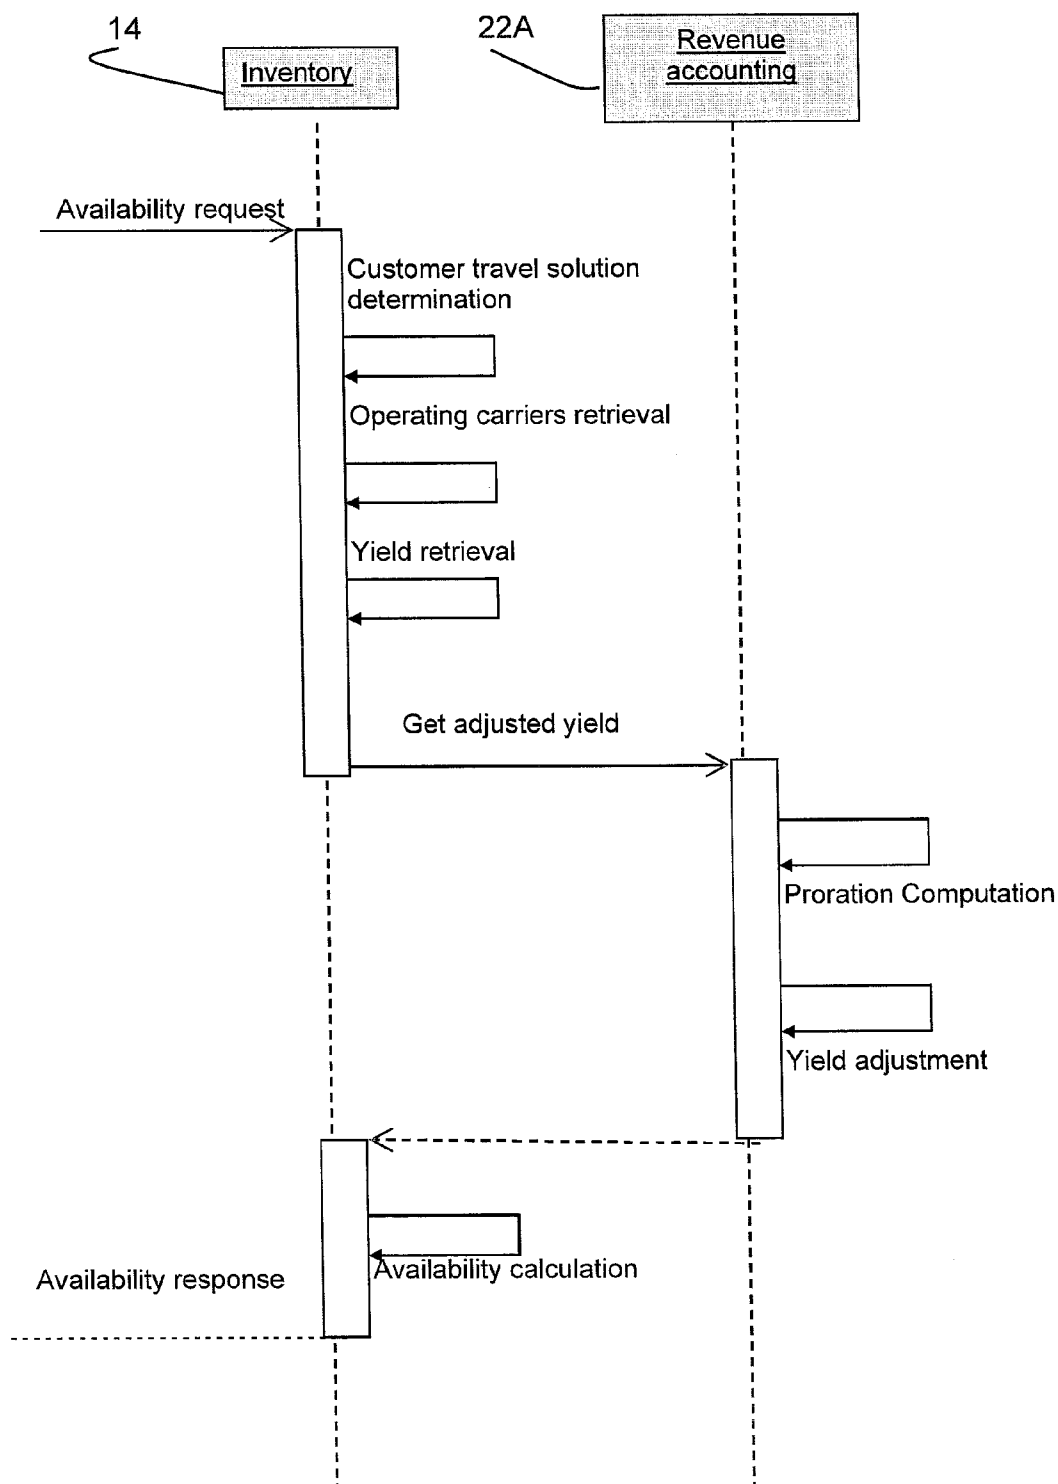 14
22A
Inventory
Revenue
accounting
Availability request
Customer travel solution
determination
Operating carriers retrieval
Yield retrieval
Get adjusted yield
Proration Computation
Yield adjustment
Availability calculation
Availability response